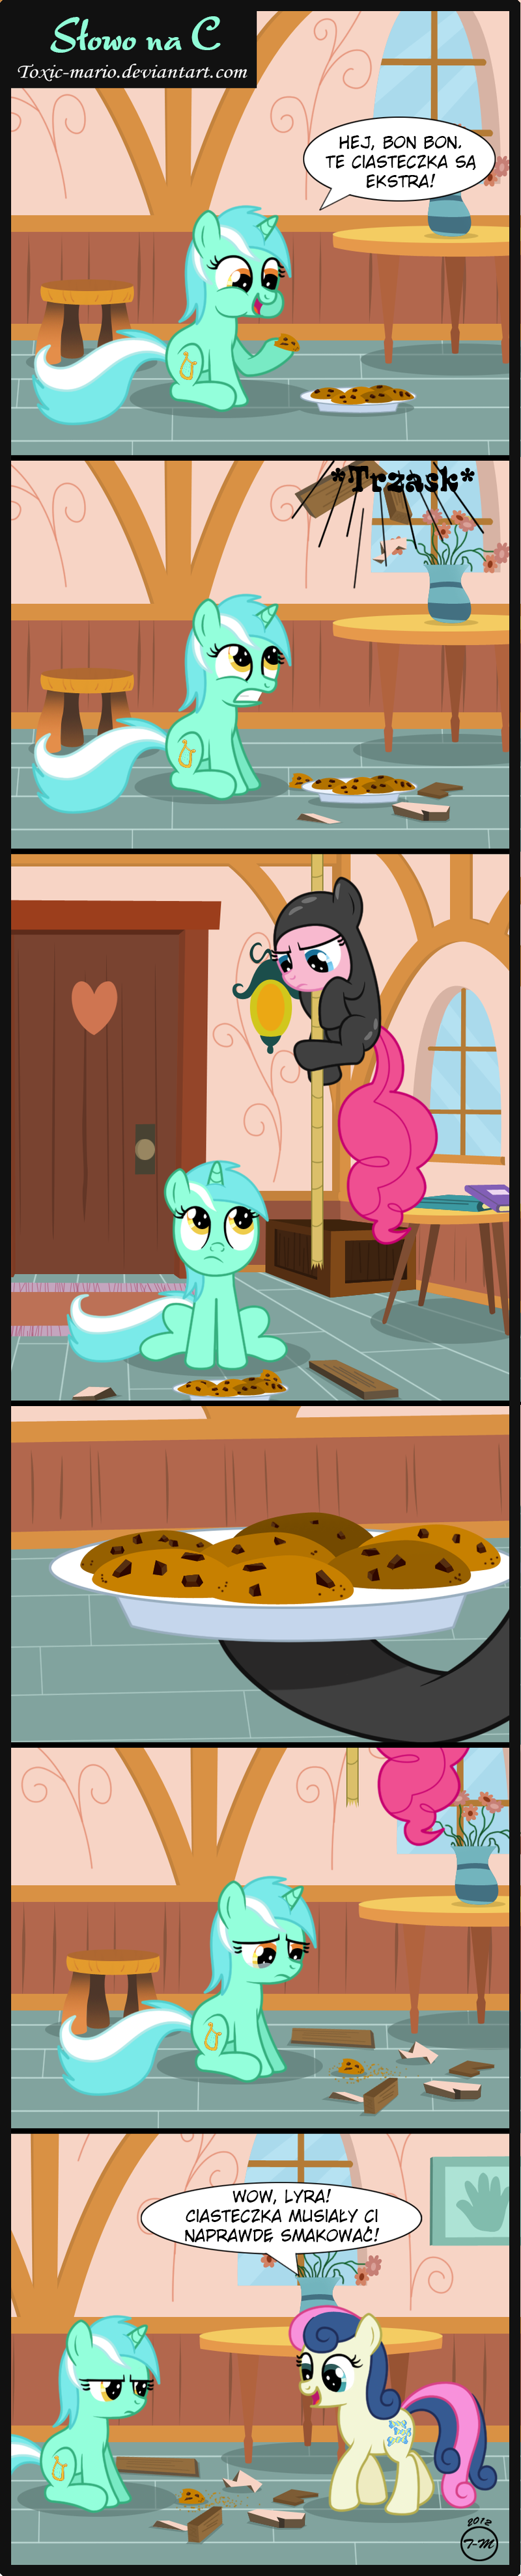 Słowo na C
Toxic-mario.deviantart.com
HEJ, BON BON.
TE CIASTECZKA SĄ
EKSTRA!
*Trzask*
WOW, LYRA!
CIASTECZKA MUSIAŁY CI
NAPRAWDĘ SMAKOWAĆ!
2012
T-M